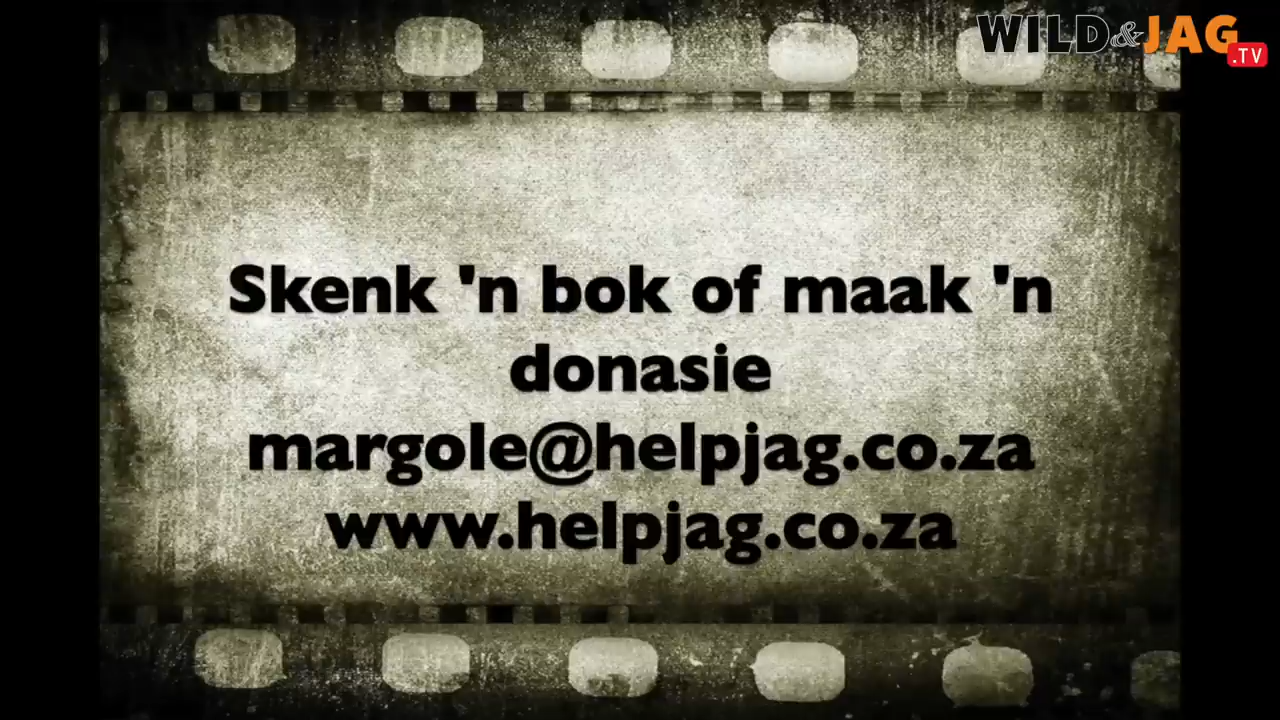 WILD&JAG
.TV
Skenk 'n bok of maak 'n
donasie
margole@helpjag.co.za
www.helpjag.co.za